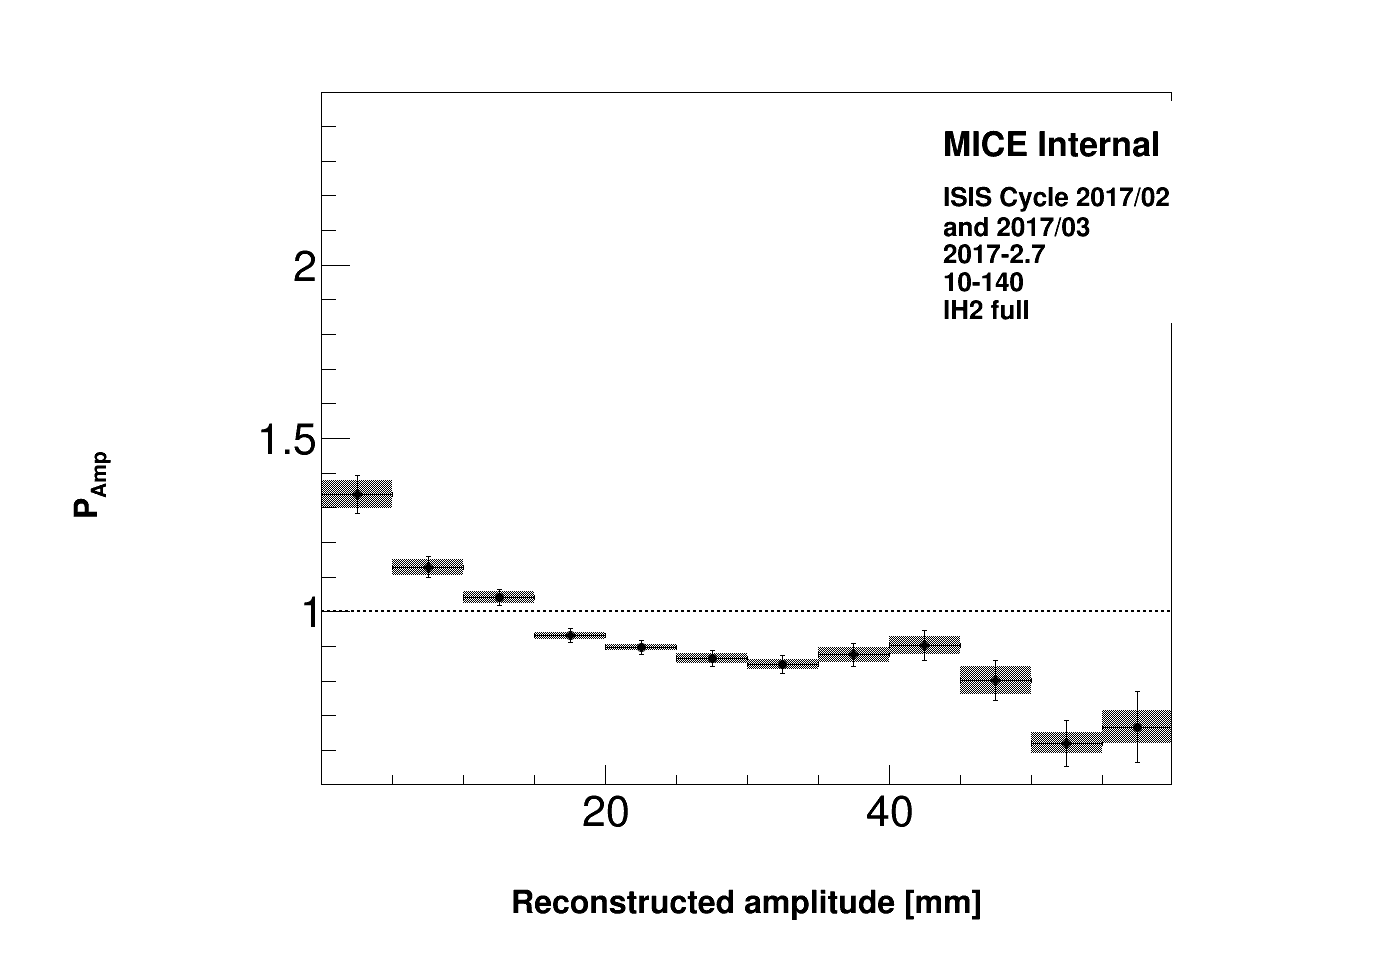 MICE Internal
ISIS Cycle 2017/02
and 2017/03
2017-2.7
10-140
IH2 full
2
1.5
1
P_Amp
20 40
Reconstructed amplitude [mm]